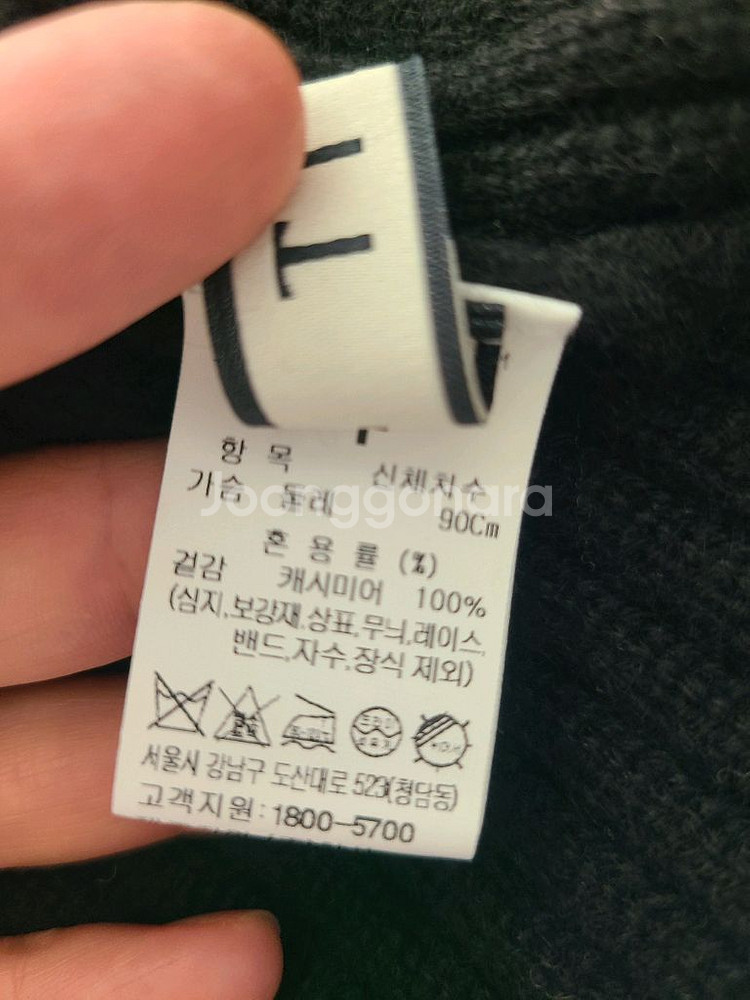 항 목 신체치수
가슴 둘레 90Cm
혼 용 률 (%)
겉감 캐시미어 100%
(심지,보강재,상표,무늬,레이스,
밴드,자수,장식 제외)
서울시 강남구 도산대로 523(청담동)
고객지원:1800-5700
Joonggonara